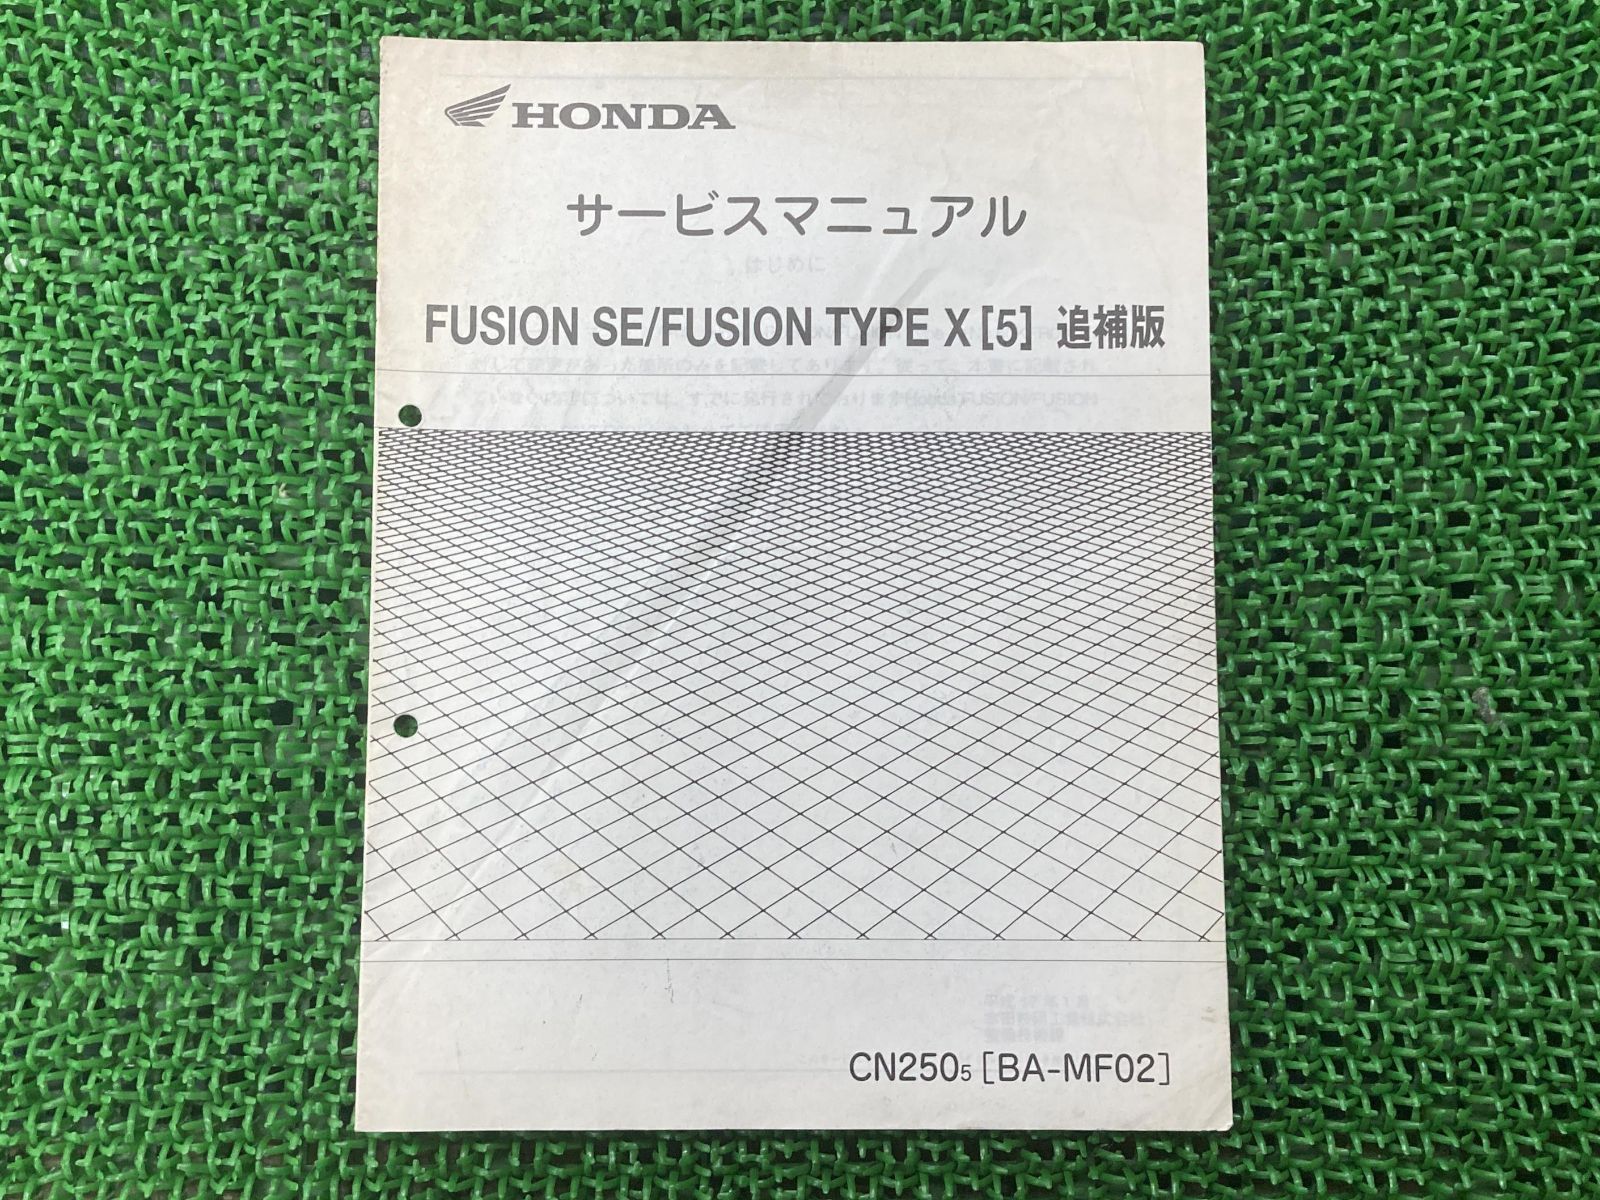 HONDA
サービスマニュアル
はじめに
FUSION SE/FUSION TYPE X[5] 追補版
CN250₅ [BA-MF02]